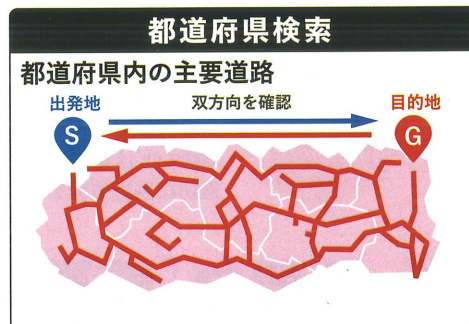 都道府県検索
都道府県内の主要道路
出発地
双方向を確認
目的地
S
G